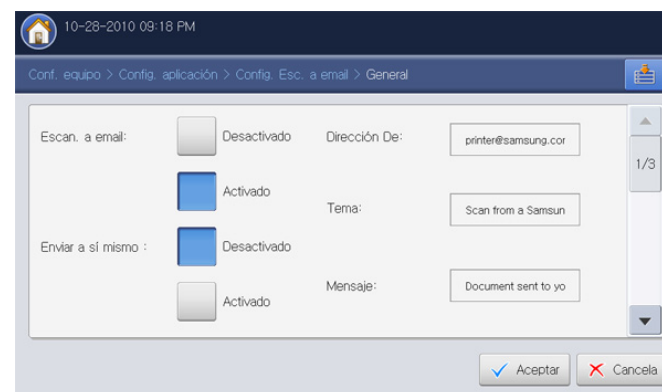 10-28-2010 09:18 PM
Conf. equipo > Config. aplicación > Config. Esc. a email > General
Escan. a email:
Desactivado
Activado
Dirección De:
printer@samsung.cor
1/3
Tema:
Scan from a Samsun
Enviar a sí mismo :
Desactivado
Activado
Mensaje:
Document sent to yo
Aceptar
Cancela